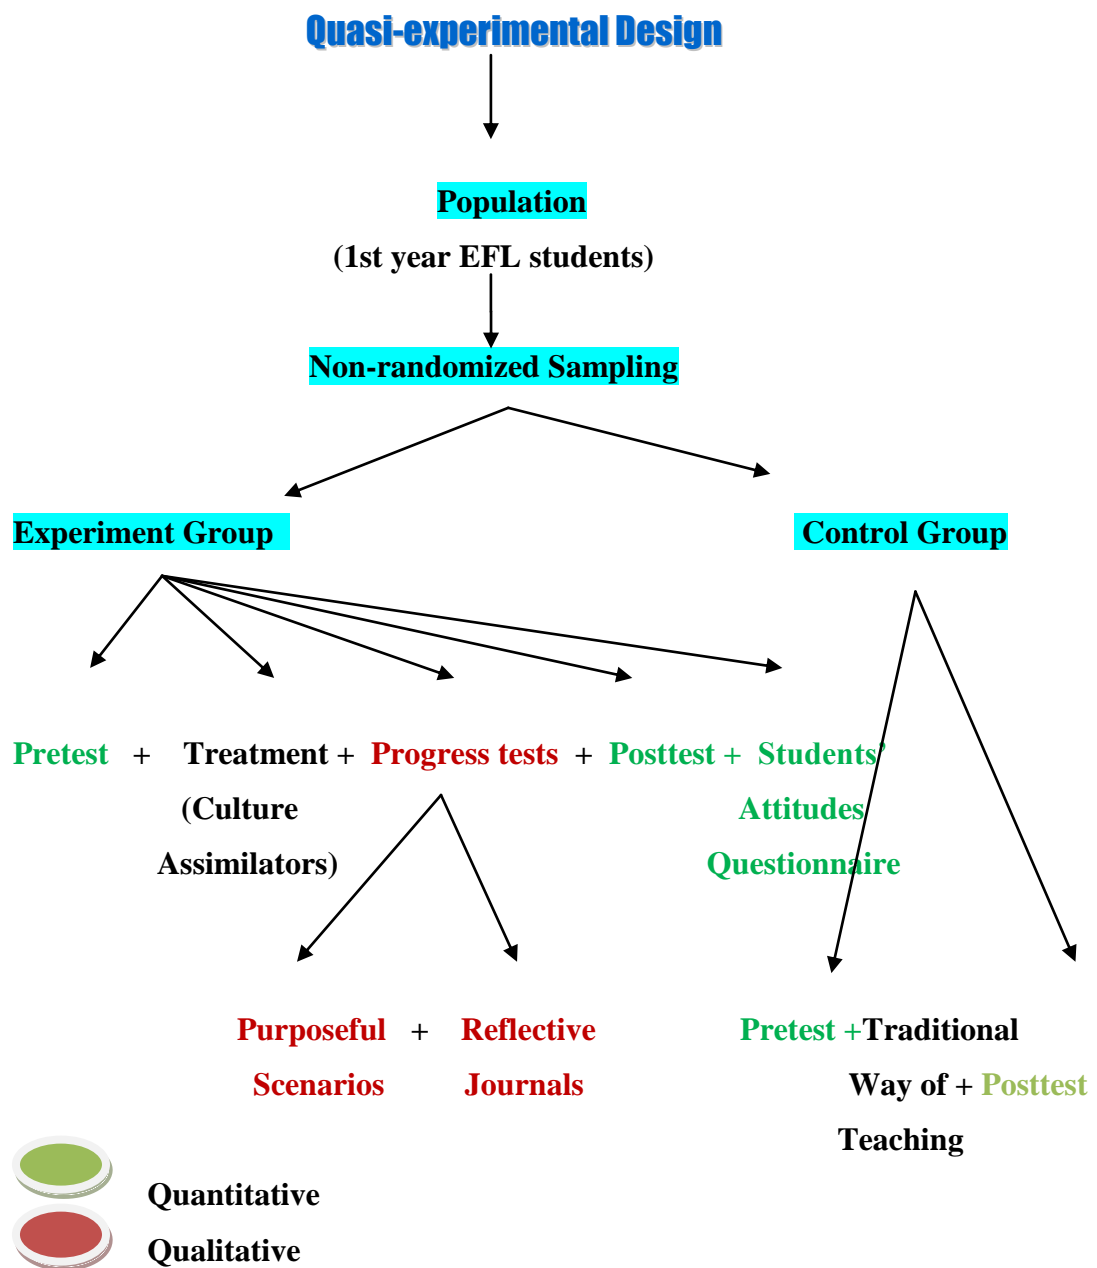 Quasi-experimental Design
Population
(1st year EFL students)
Non-randomized Sampling
Experiment Group
Control Group
Pretest + Treatment + Progress tests + Posttest + Students’
(Culture Attitudes
Assimilators) Questionnaire
Purposeful + Reflective Pretest +Traditional
Scenarios Journals Way of + Posttest
Teaching
Quantitative
Qualitative